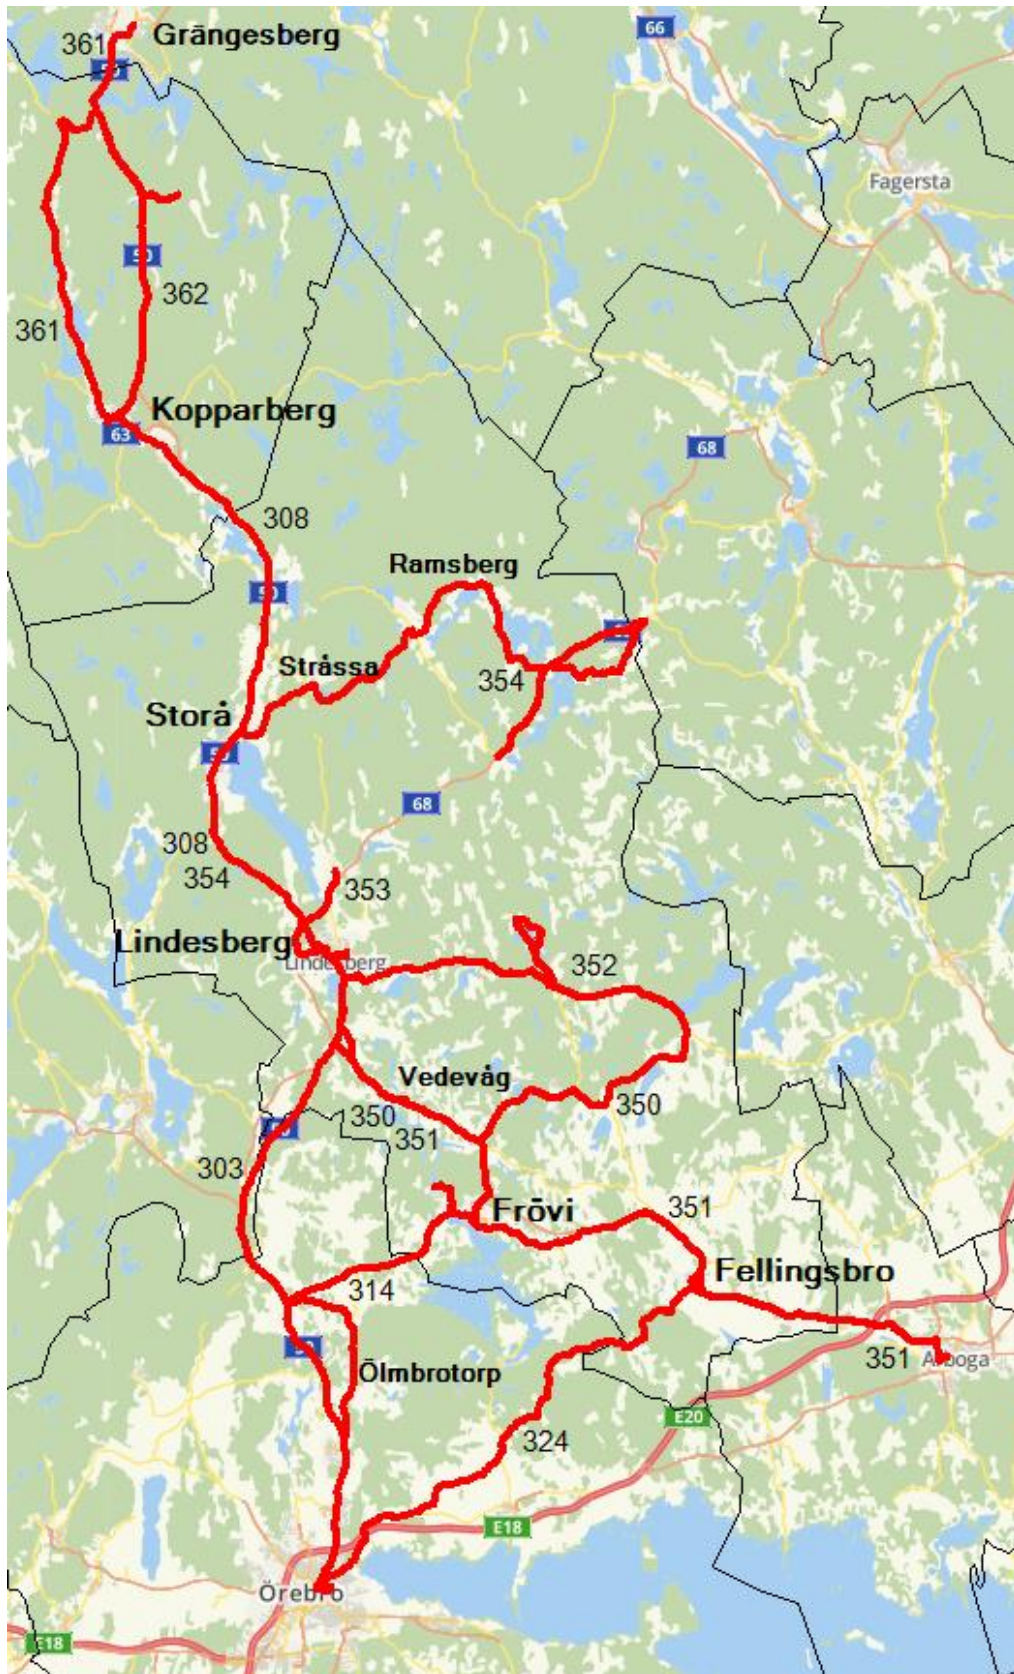 361
Grängesberg
66
Fagersta
50
362
361
Kopparberg
63
68
308
Ramsberg
50
Stråssa
354
Storå
68
308
354
353
Lindesberg
Lindesberg
352
Vedevåg
350
350
351
303
351
Frövi
Fellingsbro
314
Ölmbrotorp
351
Arboga
E20
324
E18
Örebro
E18